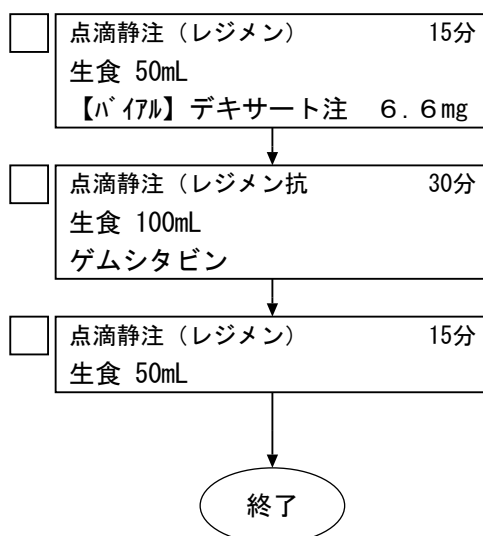 点滴静注（レジメン） 15分
生食 50mL
【ﾊﾞｲｱﾙ】デキサート注　６．６mg
点滴静注（レジメン抗 30分
生食 100mL
ゲムシタビン
点滴静注（レジメン） 15分
生食 50mL
終了